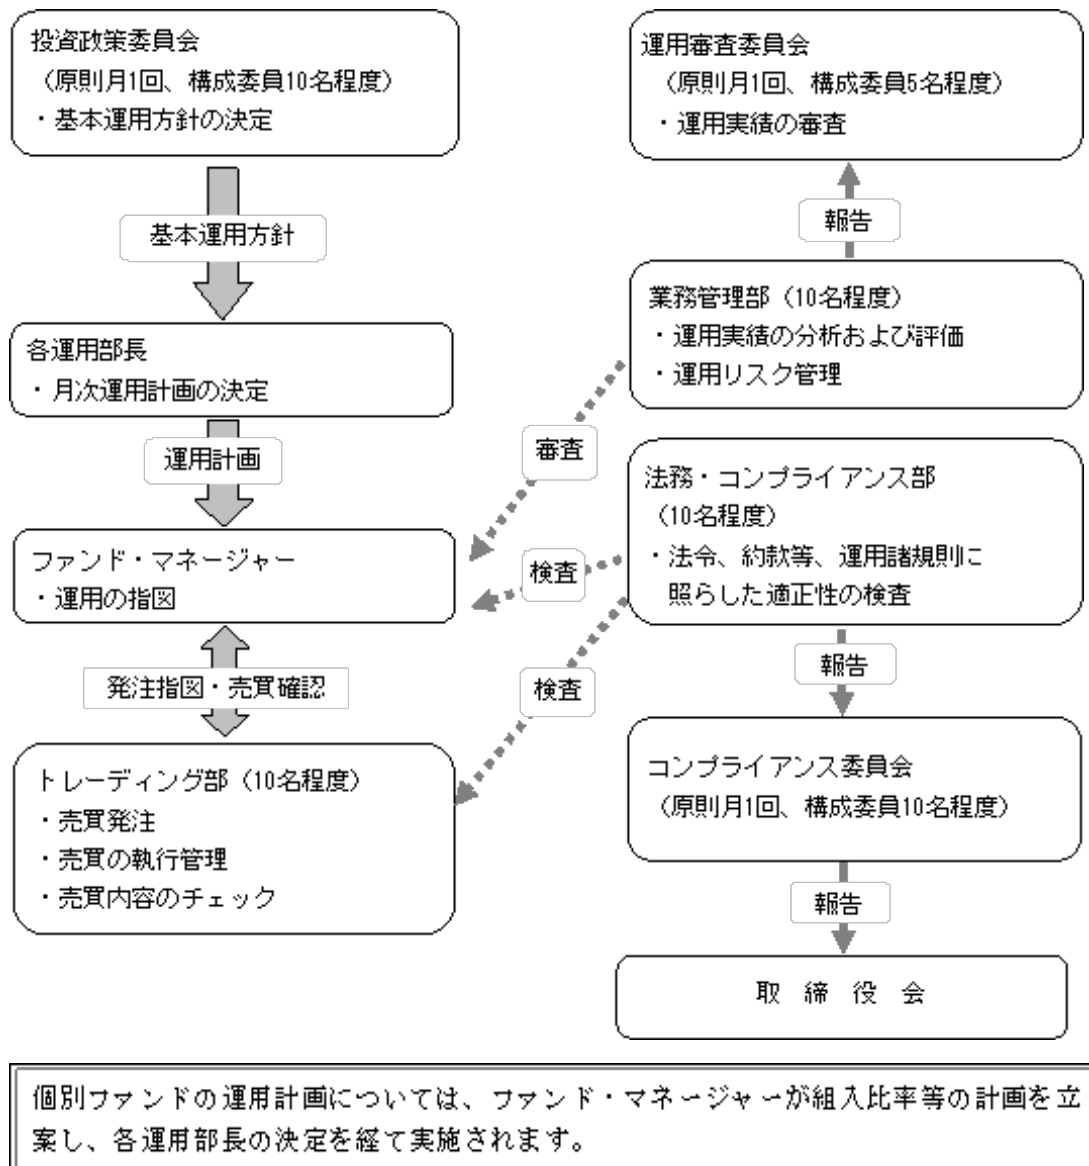 投資政策委員会
（原則月1回、構成委員10名程度）
・基本運用方針の決定
基本運用方針
各運用部長
・月次運用計画の決定
運用計画
ファンド・マネージャー
・運用の指図
発注指図・売買確認
トレーディング部（10名程度）
・売買発注
・売買の執行管理
・売買内容のチェック
運用審査委員会
（原則月1回、構成委員5名程度）
・運用実績の審査
報告
業務管理部（10名程度）
・運用実績の分析および評価
・運用リスク管理
審査
法務・コンプライアンス部
（10名程度）
・法令、約款等、運用諸規則に
照らした適正性の検査
検査
検査
報告
コンプライアンス委員会
（原則月1回、構成委員10名程度）
報告
取締役会
個別ファンドの運用計画については、ファンド・マネージャーが組入比率等の計画を立
案し、各運用部長の決定を経て実施されます。